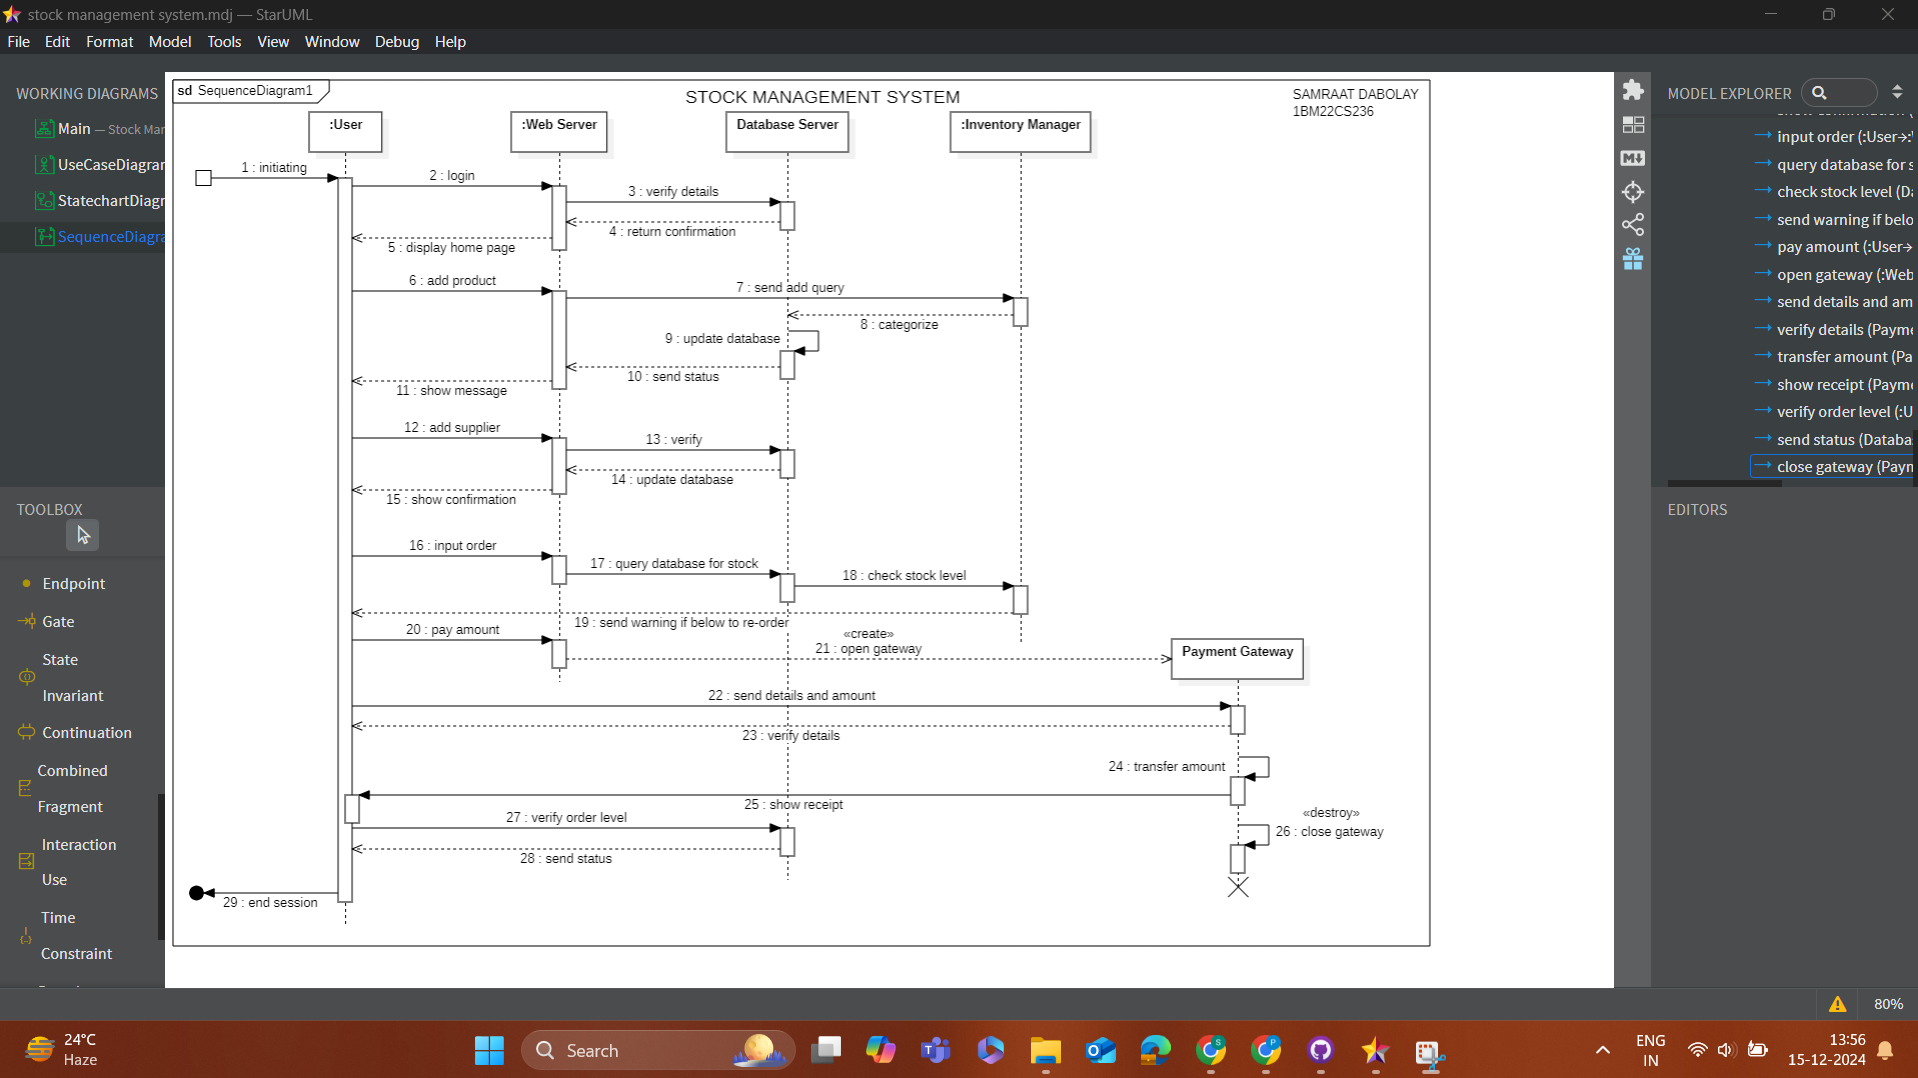 stock management system.mdj — StarUML
File Edit Format Model Tools View Window Debug Help
WORKING DIAGRAMS
Main — Stock Mar
UseCaseDiagran
StatechartDiagr
SequenceDiagra
TOOLBOX
Endpoint
Gate
State
Invariant
Continuation
Combined
Fragment
Interaction
Use
Time
Constraint
sd SequenceDiagram1
STOCK MANAGEMENT SYSTEM
SAMRAAT DABOLAY
1BM22CS236
:User
:Web Server
Database Server
:Inventory Manager
1 : initiating
2 : login
3 : verify details
4 : return confirmation
5 : display home page
6 : add product
7 : send add query
8 : categorize
9 : update database
10 : send status
11 : show message
12 : add supplier
13 : verify
14 : update database
15 : show confirmation
16 : input order
17 : query database for stock
18 : check stock level
19 : send warning if below to re-order
20 : pay amount
«create»
21 : open gateway
Payment Gateway
22 : send details and amount
23 : verify details
24 : transfer amount
25 : show receipt
«destroy»
26 : close gateway
27 : verify order level
28 : send status
29 : end session
MODEL EXPLORER
input order (:User→:\
query database for s
check stock level (Da
send warning if belo
pay amount (:User→
open gateway (:Web
send details and am
verify details (Payme
transfer amount (Pa
show receipt (Payme
verify order level (:U
send status (Databa
close gateway (Payn
EDITORS
80%
24°C
Haze
Search
ENG
IN
13:56
15-12-2024